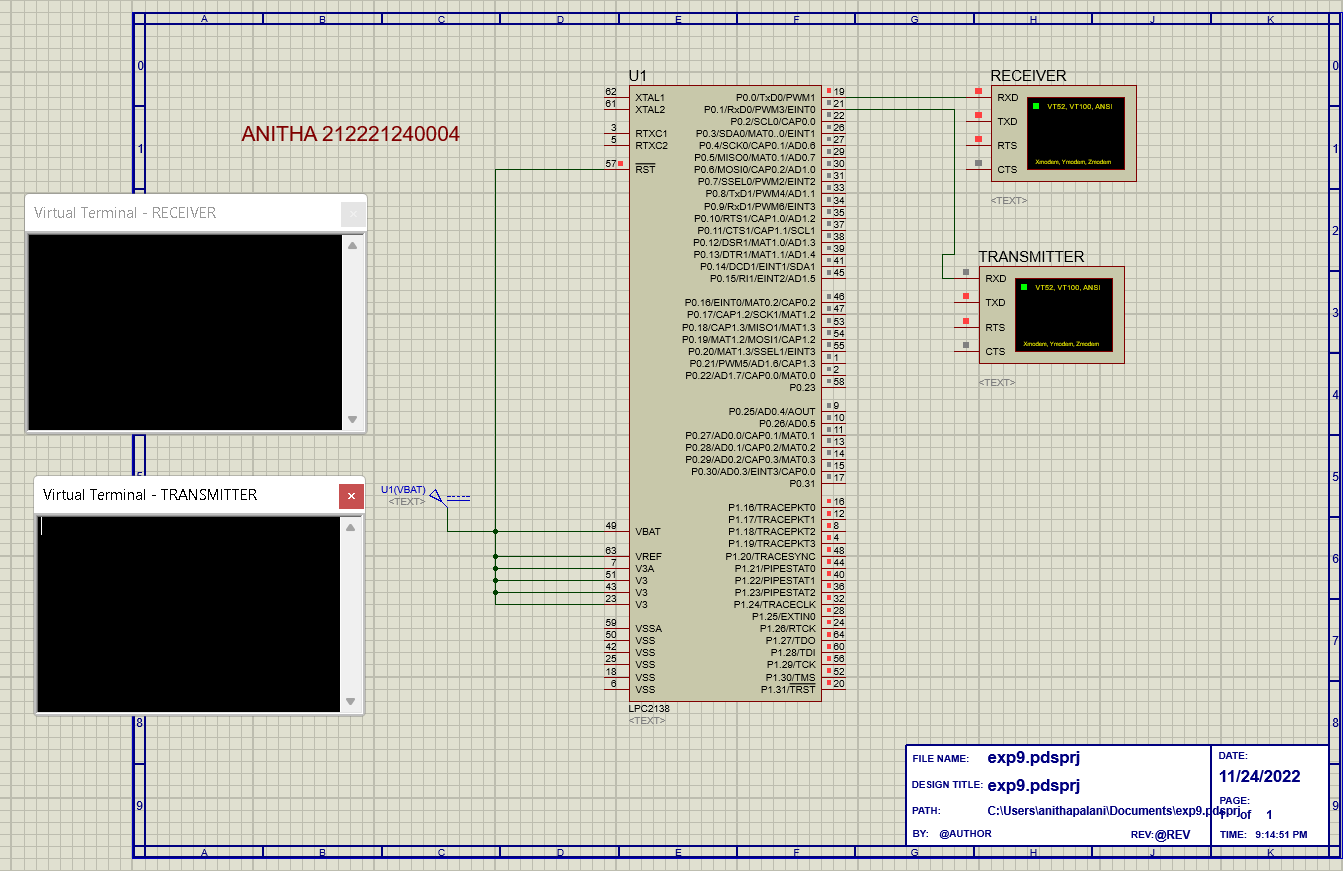 A B C D E F G H J K
0 0
1 1
2
3
4
5
6
7
8 8
9 9
ANITHA 212221240004
Virtual Terminal - RECEIVER
Virtual Terminal - TRANSMITTER
U1(VBAT)
<TEXT>
U1
62 XTAL1
61 XTAL2
3 RTXC1
5 RTXC2
57 RST
49 VBAT
63 VREF
7 V3A
51 V3
43 V3
23 V3
59 VSSA
50 VSS
42 VSS
25 VSS
18 VSS
6 VSS
P0.0/TxD0/PWM1 19
P0.1/RxD0/PWM3/EINT0 21
P0.2/SCL0/CAP0.0 22
P0.3/SDA0/MAT0..0/EINT1 26
P0.4/SCK0/CAP0.1/AD0.6 27
P0.5/MISO0/MAT0.1/AD0.7 29
P0.6/MOSI0/CAP0.2/AD1.0 30
P0.7/SSEL0/PWM2/EINT2 31
P0.8/TxD1/PWM4/AD1.1 33
P0.9/RxD1/PWM6/EINT3 34
P0.10/RTS1/CAP1.0/AD1.2 35
P0.11/CTS1/CAP1.1/SCL1 37
P0.12/DSR1/MAT1.0/AD1.3 38
P0.13/DTR1/MAT1.1/AD1.4 39
P0.14/DCD1/EINT1/SDA1 41
P0.15/RI1/EINT2/AD1.5 45
P0.16/EINT0/MAT0.2/CAP0.2 46
P0.17/CAP1.2/SCK1/MAT1.2 47
P0.18/CAP1.3/MISO1/MAT1.3 53
P0.19/MAT1.2/MOSI1/CAP1.2 54
P0.20/MAT1.3/SSEL1/EINT3 55
P0.21/PWM5/AD1.6/CAP1.3 1
P0.22/AD1.7/CAP0.0/MAT0.0 2
P0.23 58
P0.25/AD0.4/AOUT 9
P0.26/AD0.5 10
P0.27/AD0.0/CAP0.1/MAT0.1 11
P0.28/AD0.1/CAP0.2/MAT0.2 13
P0.29/AD0.2/CAP0.3/MAT0.3 14
P0.30/AD0.3/EINT3/CAP0.0 15
P0.31 17
P1.16/TRACEPKT0 16
P1.17/TRACEPKT1 12
P1.18/TRACEPKT2 8
P1.19/TRACEPKT3 4
P1.20/TRACESYNC 48
P1.21/PIPESTAT0 44
P1.22/PIPESTAT1 40
P1.23/PIPESTAT2 36
P1.24/TRACECLK 32
P1.25/EXTIN0 28
P1.26/RTCK 24
P1.27/TDO 64
P1.28/TDI 60
P1.29/TCK 56
P1.30/TMS 52
P1.31/TRST 20
LPC2138
<TEXT>
RECEIVER
RXD
TXD
RTS
CTS
VT52, VT100, ANSI
Xmodem, Ymodem, Zmodem
<TEXT>
TRANSMITTER
RXD
TXD
RTS
CTS
VT52, VT100, ANSI
Xmodem, Ymodem, Zmodem
<TEXT>
FILE NAME: exp9.pdsprj
DESIGN TITLE: exp9.pdsprj
PATH: C:\Users\anithapalani\Documents\exp9.pdsprj
BY: @AUTHOR REV:@REV
DATE:
11/24/2022
PAGE:
1 of 1
TIME: 9:14:51 PM
A B C D E F G H J K